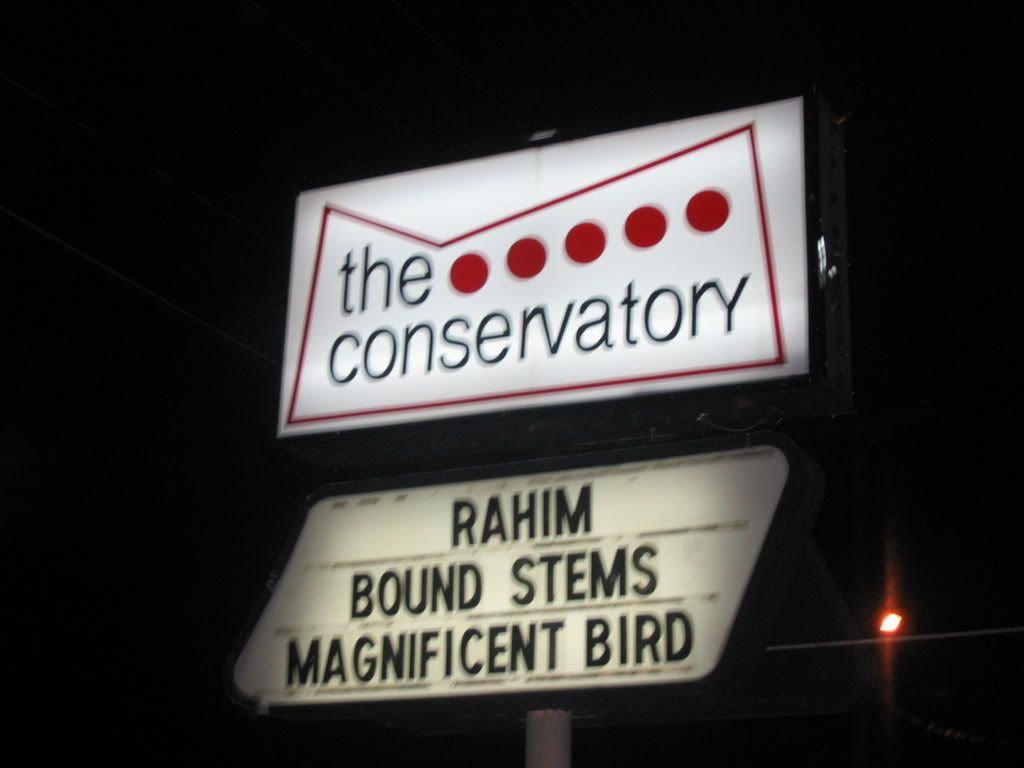 the
conservatory
RAHIM
BOUND STEMS
MAGNIFICENT BIRD